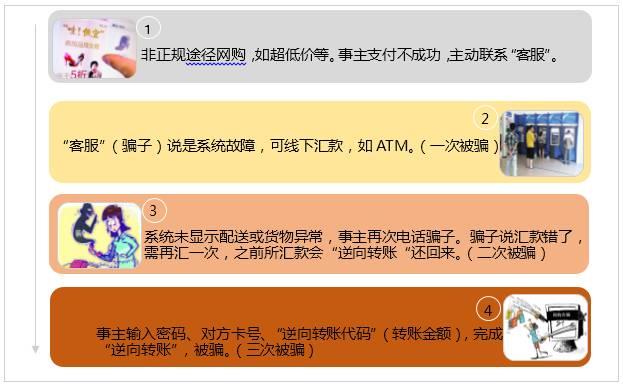 1
非正规途径网购，如超低价等。事主支付不成功，主动联系“客服”。
2
“客服”（骗子）说是系统故障，可线下汇款，如 ATM。（一次被骗）
3
系统未显示配送或货物异常，事主再次电话骗子。骗子说汇款错了，
需再汇一次，之前所汇款会“逆向转账“还回来。（二次被骗）
4
事主输入密码、对方卡号、“逆向转账代码”（转账金额），完成
“逆向转账”，被骗。（三次被骗）